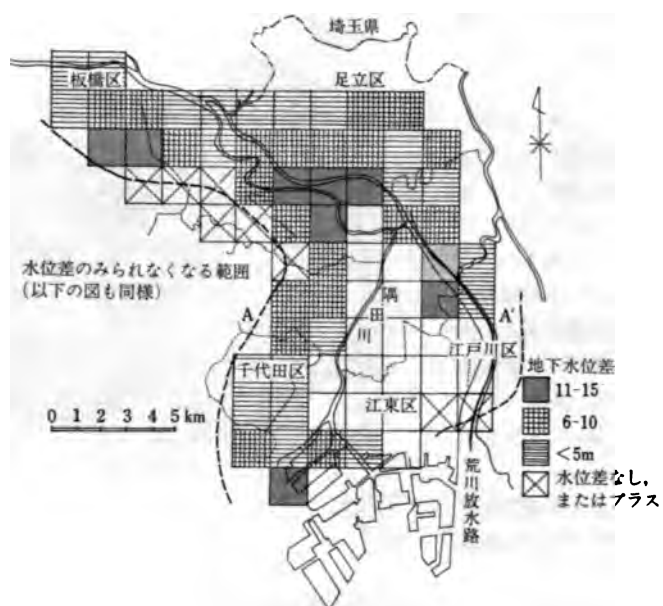 埼玉県
板橋区
足立区
水位差のみられなくなる範囲
(以下の図も同様)
A
隅田川
A'
江戸川区
千代田区
地下水位差
11-15
江東区
0 1 2 3 4 5 km
6-10
<5m
水位差なし,
またはプラス
荒川放水路